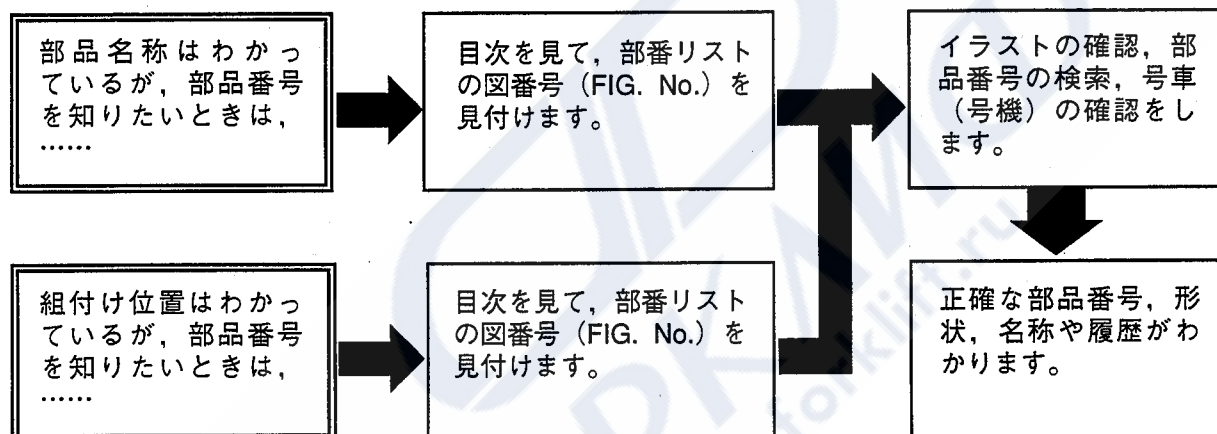 部品名称はわかっ
ているが，部品番号
を知りたいときは，
……
目次を見て，部番リスト
の図番号（FIG. No.）を
見付けます。
イラストの確認，部
品番号の検索，号車
（号機）の確認をし
ます。
組付け位置はわかっ
ているが，部品番号
を知りたいときは，
……
目次を見て，部番リスト
の図番号（FIG. No.）を
見付けます。
正確な部品番号，形
状，名称や履歴がわ
かります。
forklift.ru